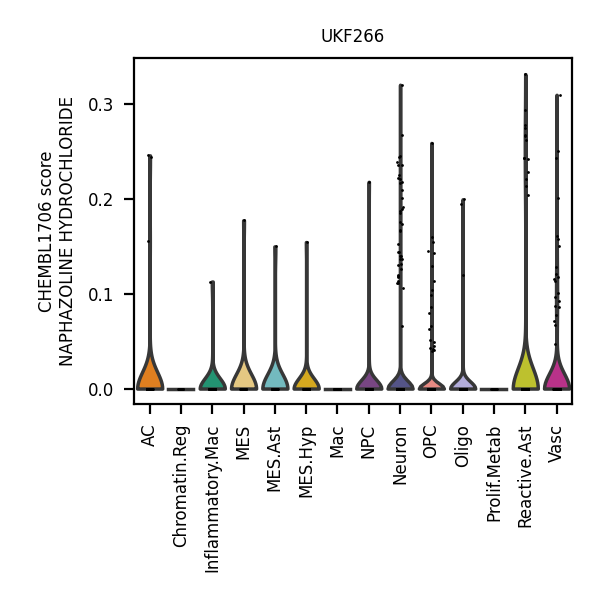 UKF266
CHEMBL1706 score
NAPHAZOLINE HYDROCHLORIDE
0.3
0.2
0.1
0.0
AC
Chromatin.Reg
Inflammatory.Mac
MES
MES.Ast
MES.Hyp
Mac
NPC
Neuron
OPC
Oligo
Prolif.Metab
Reactive.Ast
Vasc